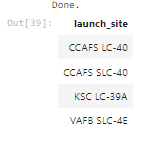 Done.
Out[39]: launch_site
CCAFS LC-40
CCAFS SLC-40
KSC LC-39A
VAFB SLC-4E